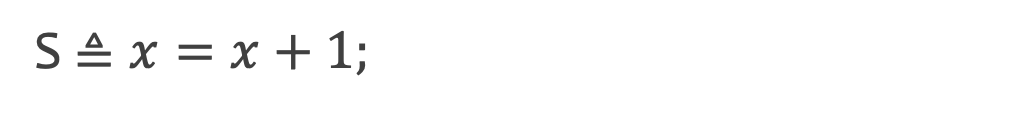 S ≜ x = x + 1;